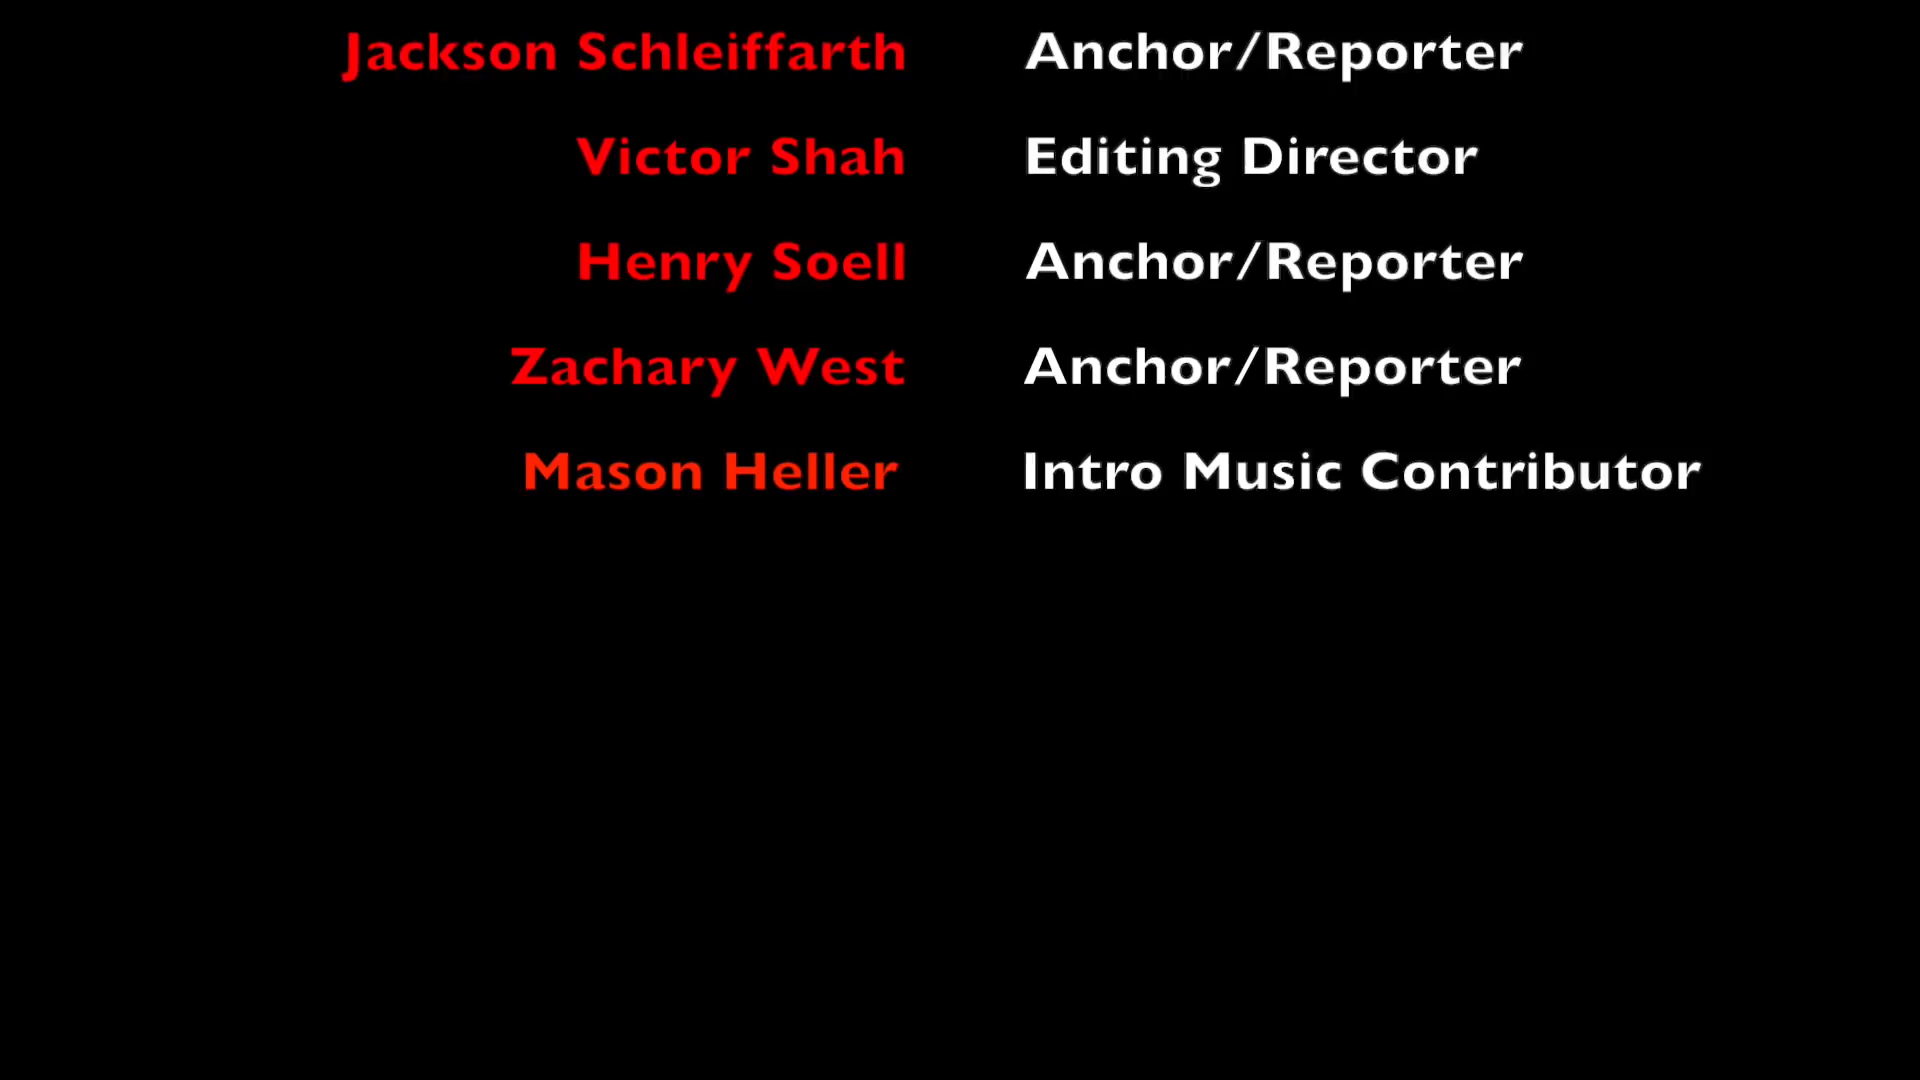 Jackson Schleiffarth Anchor/Reporter
Victor Shah Editing Director
Henry Soell Anchor/Reporter
Zachary West Anchor/Reporter
Mason Heller Intro Music Contributor